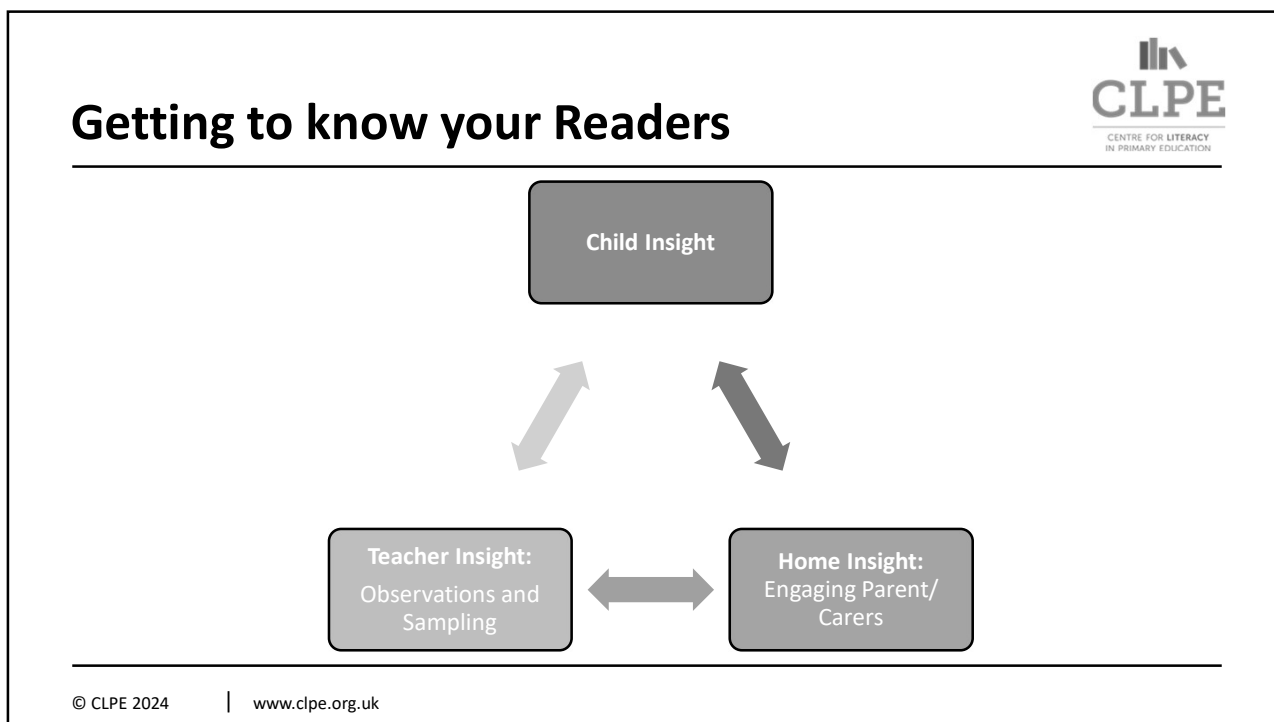 Getting to know your Readers
CLPE
CENTRE FOR LITERACY
IN PRIMARY EDUCATION
Child Insight
Teacher Insight:
Observations and
Sampling
Home Insight:
Engaging Parent/
Carers
© CLPE 2024 | www.clpe.org.uk